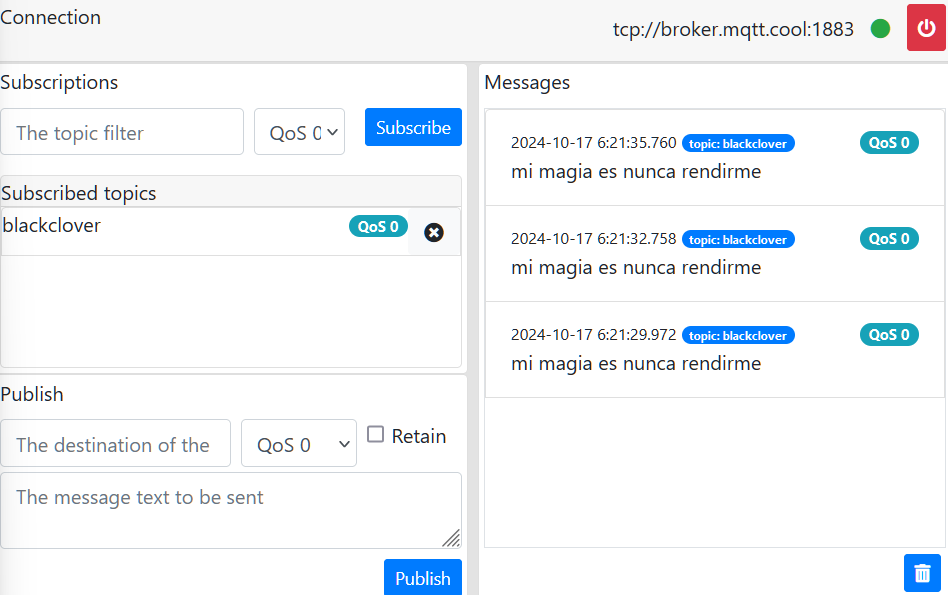 Connection
tcp://broker.mqtt.cool:1883
Subscriptions
The topic filter
QoS 0
Subscribe
Subscribed topics
blackclover
QoS 0
Publish
The destination of the
QoS 0
Retain
The message text to be sent
Publish
Messages
2024-10-17 6:21:35.760 topic: blackclover QoS 0
mi magia es nunca rendirme
2024-10-17 6:21:32.758 topic: blackclover QoS 0
mi magia es nunca rendirme
2024-10-17 6:21:29.972 topic: blackclover QoS 0
mi magia es nunca rendirme